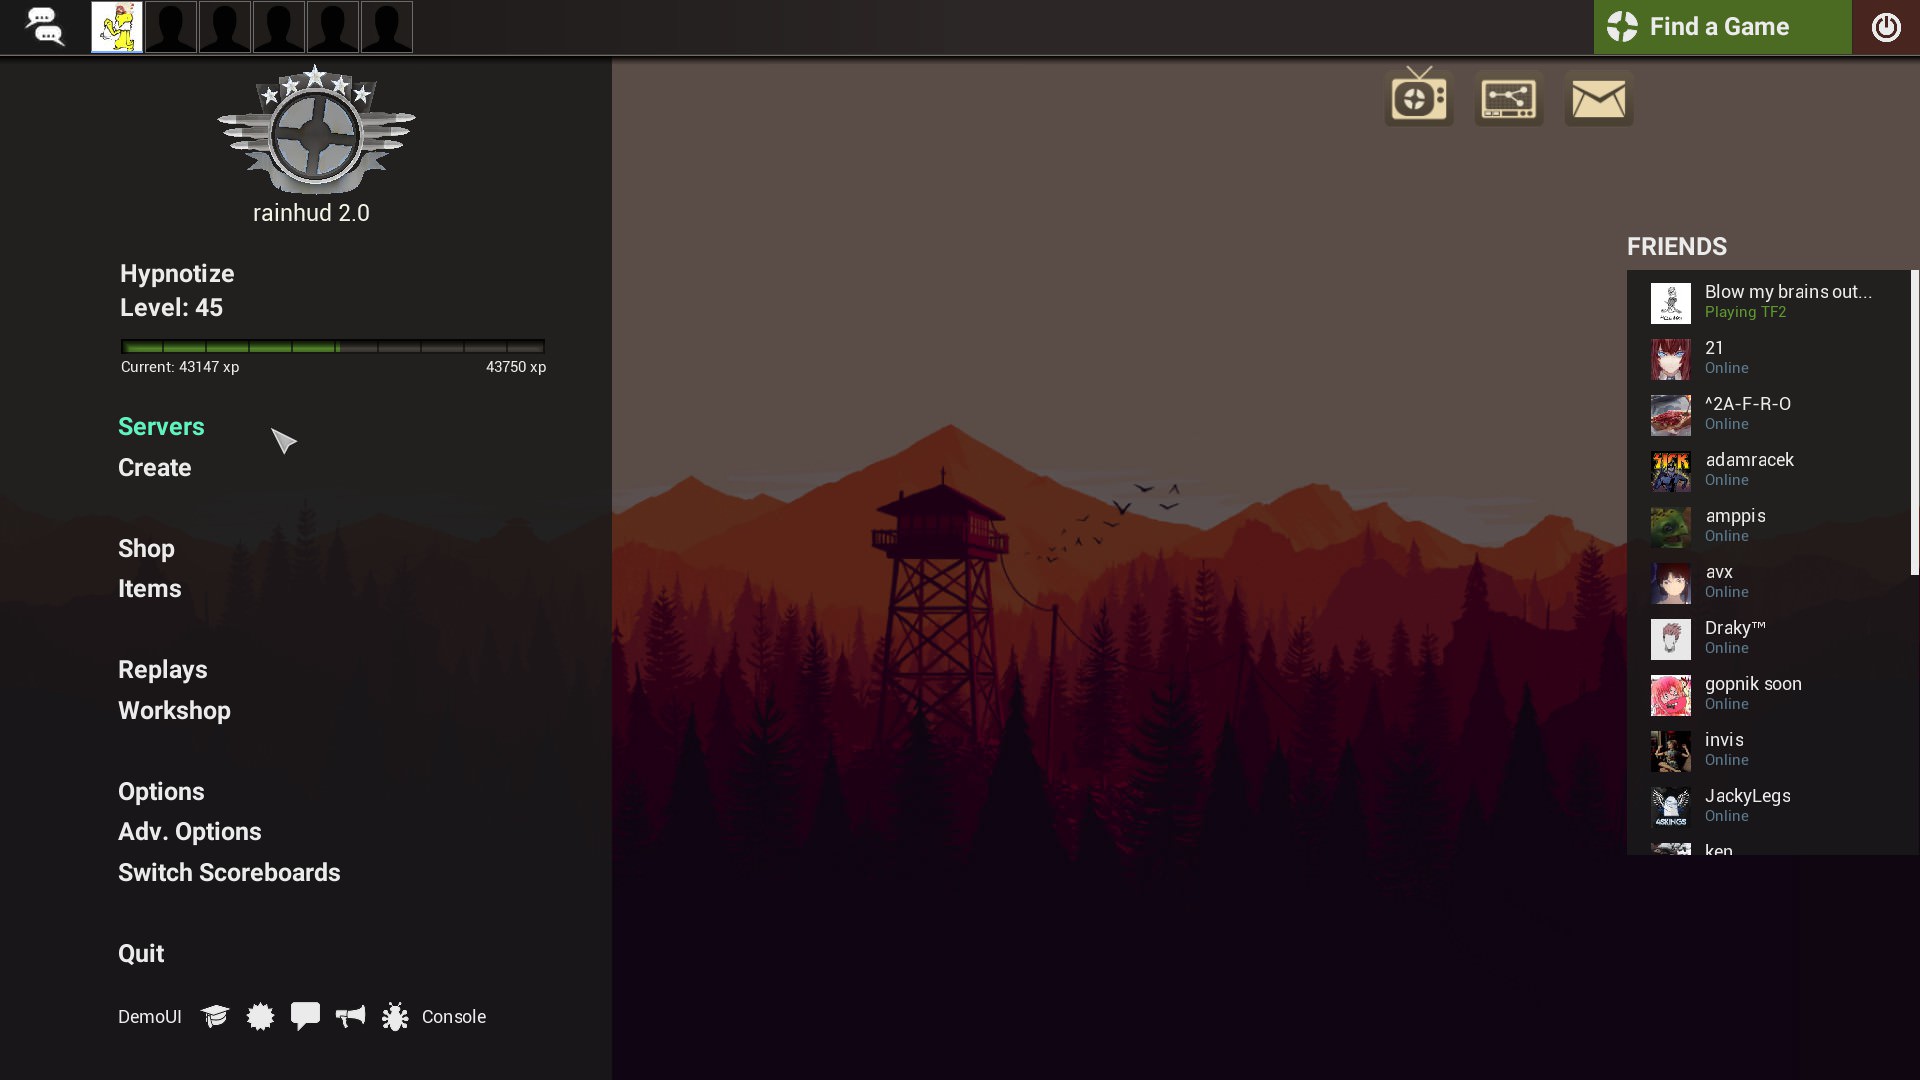 Find a Game
rainhud 2.0
Hypnotize
Level: 45
Current: 43147 xp
43750 xp
Servers
Create
Shop
Items
Replays
Workshop
Options
Adv. Options
Switch Scoreboards
Quit
DemoUI
Console
FRIENDS
Blow my brains out...
Playing TF2
21
Online
^2A-F-R-O
Online
adamracek
Online
amppis
Online
avx
Online
Draky™
Online
gopnik soon
Online
invis
Online
JackyLegs
Online
ken